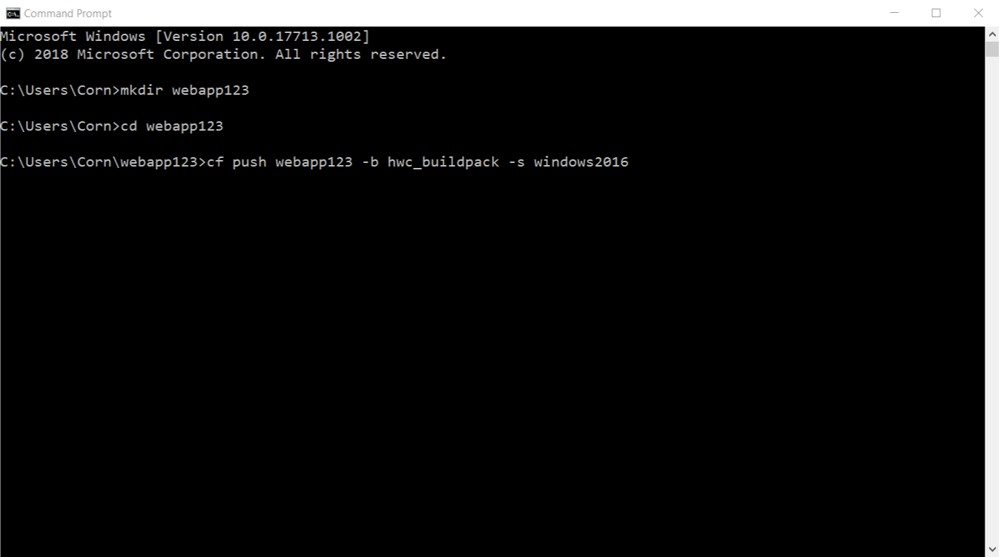 Command Prompt
Microsoft Windows [Version 10.0.17713.1002]
(c) 2018 Microsoft Corporation. All rights reserved.
C:\Users\Corn>mkdir webapp123
C:\Users\Corn>cd webapp123
C:\Users\Corn\webapp123>cf push webapp123 -b hwc_buildpack -s windows2016